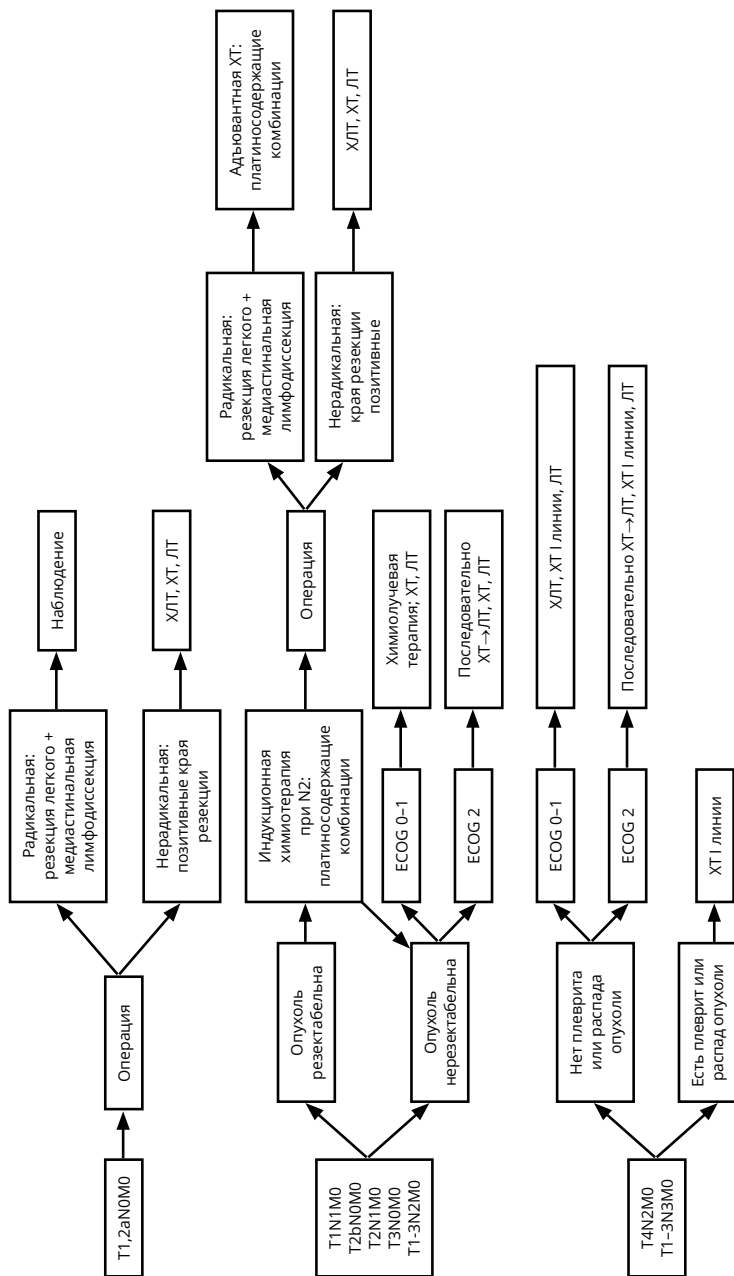 T1,2aN0M0
Операция
Радикальная:
резекция легкого +
медиастинальная
лимфодиссекция
Наблюдение
Нерадикальная:
позитивные края
резекции
ХЛТ, ХТ, ЛТ
T1N1M0
T2bN0M0
T2N1M0
T3N0M0
T1-3N2M0
Опухоль
резектабельна
Индукционная
химиотерапия
при N2:
платиносодержащие
комбинации
Операция
Радикальная:
резекция легкого +
медиастинальная
лимфодиссекция
Адъювантная ХТ:
платиносодержащие
комбинации
Нерадикальная:
края резекции
позитивные
ХЛТ, ХТ, ЛТ
Опухоль
нерезектабельна
ECOG 0–1
Химиолучевая
терапия; ХТ, ЛТ
ECOG 2
Последовательно
ХТ→ЛТ, ХТ, ЛТ
T4N2M0
T1–3N3M0
Нет плеврита
или распада
опухоли
ECOG 0–1
ХЛТ, ХТ I линии, ЛТ
ECOG 2
Последовательно ХТ→ЛТ, ХТ I линии, ЛТ
Есть плеврит или
распад опухоли
ХТ I линии